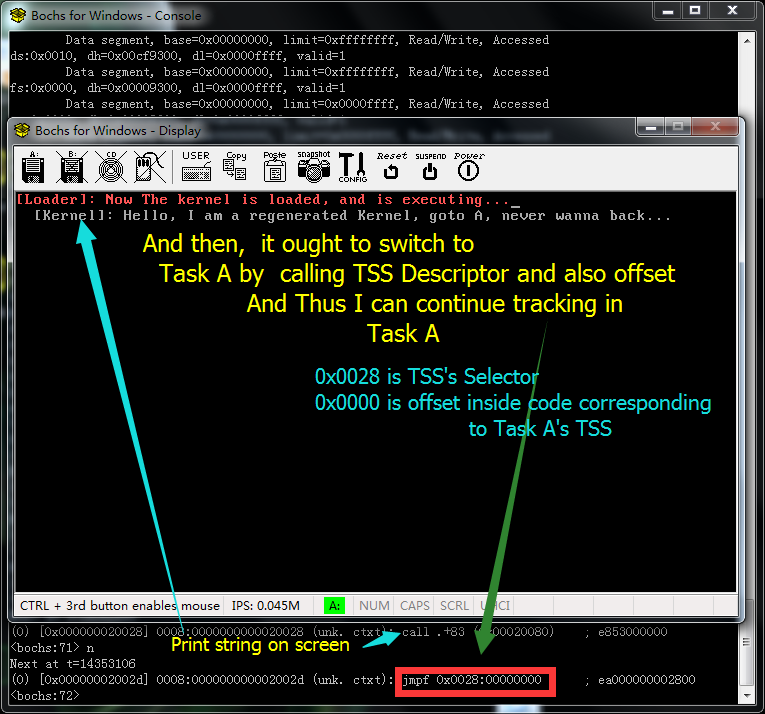 Bochs for Windows - Console
Data segment, base=0x00000000, limit=0xffffffff, Read/Write, Accessed
ds:0x0010, dh=0x00cf9300, dl=0x0000ffff, valid=1
Data segment, base=0x00000000, limit=0xffffffff, Read/Write, Accessed
fs:0x0000, dh=0x00009300, dl=0x0000ffff, valid=1
Data segment, base=0x00000000, limit=0x0000ffff, Read/Write, Accessed
Bochs for Windows - Display
A: B: CD USER Copy Paste snapshot CONFIG Reset SUSPEND Power
[Loader]: Now The kernel is loaded, and is executing..._
[Kernel]: Hello, I am a regenerated Kernel, goto A, never wanna back...
And then, it ought to switch to
Task A by calling TSS Descriptor and also offset
And Thus I can continue tracking in
Task A
0x0028 is TSS's Selector
0x0000 is offset inside code corresponding
to Task A's TSS
CTRL + 3rd button enables mouse IPS: 0.045M A: NUM CAPS SCRL
(0) [0x000000020028] 0008:0000000000020028 (unk. ctxt): call .+83 (0x00020080) ; e853000000
<bochs:71> n
Print string on screen
Next at t=14353106
(0) [0x00000002002d] 0008:000000000002002d (unk. ctxt): jmpf 0x0028:00000000 ; ea000000002800
<bochs:72>